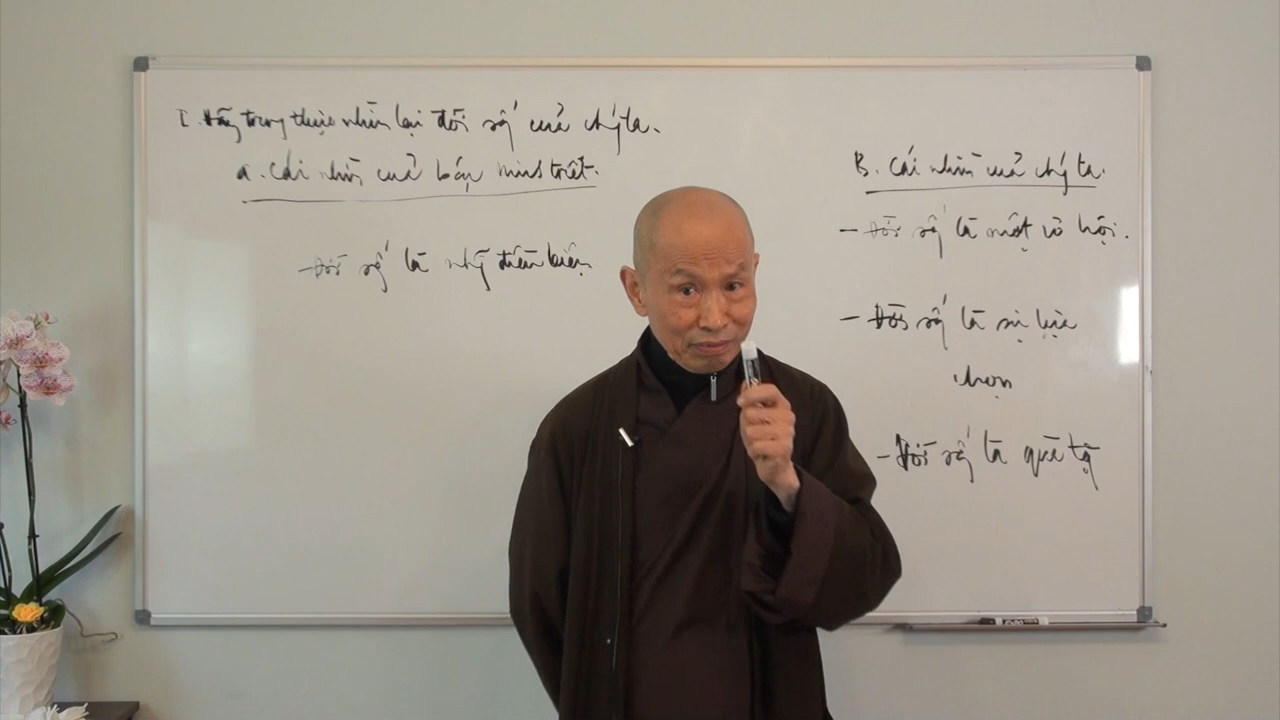 I. Hãy trung thực nhìn lại đời sống của chúng ta.
a. Cái nhìn của bậc minh triết.
- Đời sống là những diễn biến
B. Cái nhìn của chúng ta.
- Đời sống là một cơ hội.
- Đời sống là sự lựa
chọn
- Đời sống là quà tặng